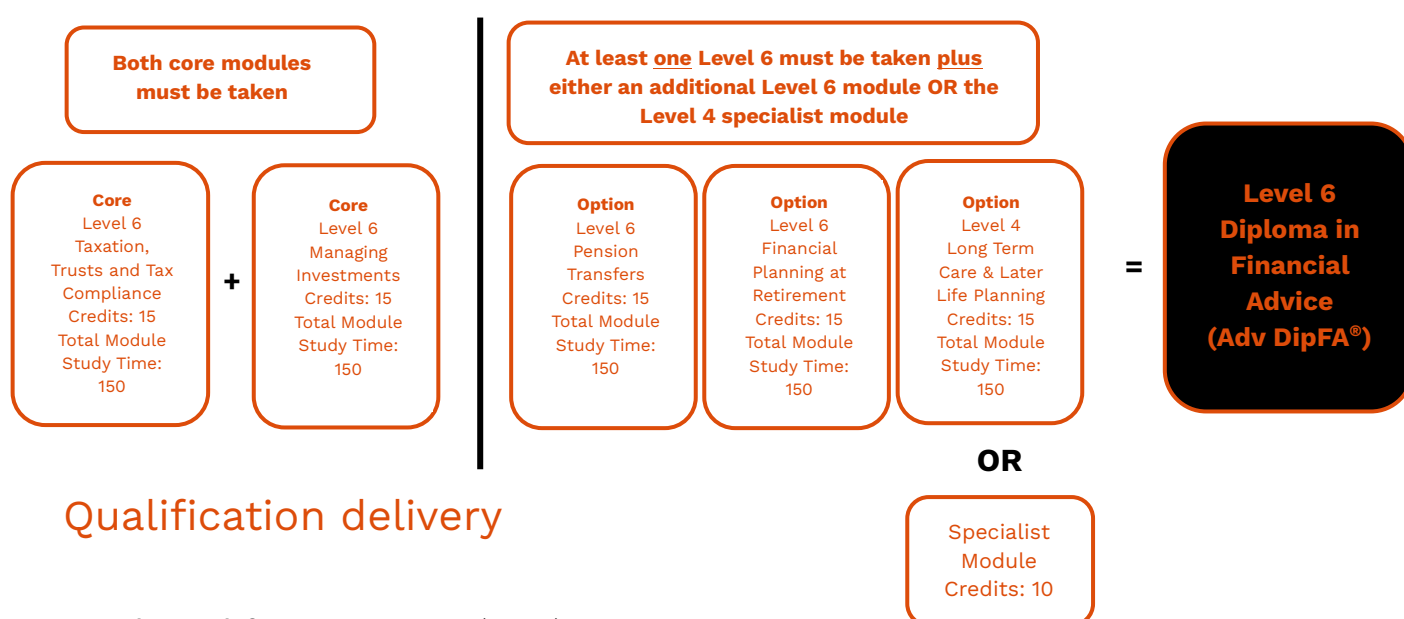 Both core modules
must be taken
At least one Level 6 must be taken plus
either an additional Level 6 module OR the
Level 4 specialist module
Core
Level 6
Taxation,
Trusts and Tax
Compliance
Credits: 15
Total Module
Study Time:
150
+
Core
Level 6
Managing
Investments
Credits: 15
Total Module
Study Time:
150
Option
Level 6
Pension
Transfers
Credits: 15
Total Module
Study Time:
150
Option
Level 6
Financial
Planning at
Retirement
Credits: 15
Total Module
Study Time:
150
Option
Level 4
Long Term
Care & Later
Life Planning
Credits: 15
Total Module
Study Time:
150
=
Level 6
Diploma in
Financial
Advice
(Adv DipFA®)
OR
Specialist
Module
Credits: 10
Qualification delivery